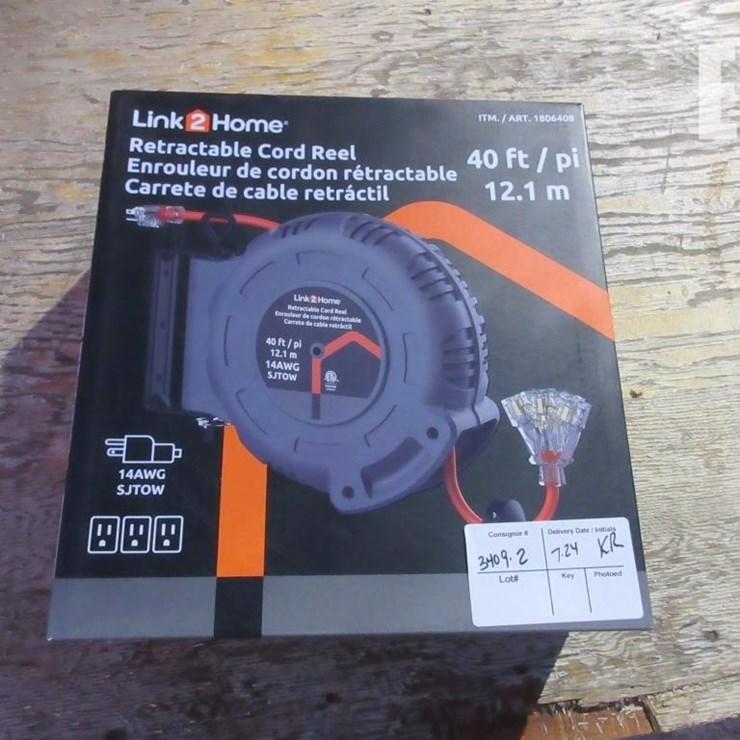 Link2Home®
ITM. / ART. 1806408
Retractable Cord Reel
Enrouleur de cordon rétractable
Carrete de cable retráctil
40 ft / pi
12.1 m
Link2Home
Retractable Cord Reel
Enrouleur de cordon rétractable
Carrete de cable retráctil
40 ft / pi
12.1 m
14AWG
SJTOW
14AWG
SJTOW
Consignor # Delivery Date / Initials
3409.2 7.24 KR
Lot# Key Photoed